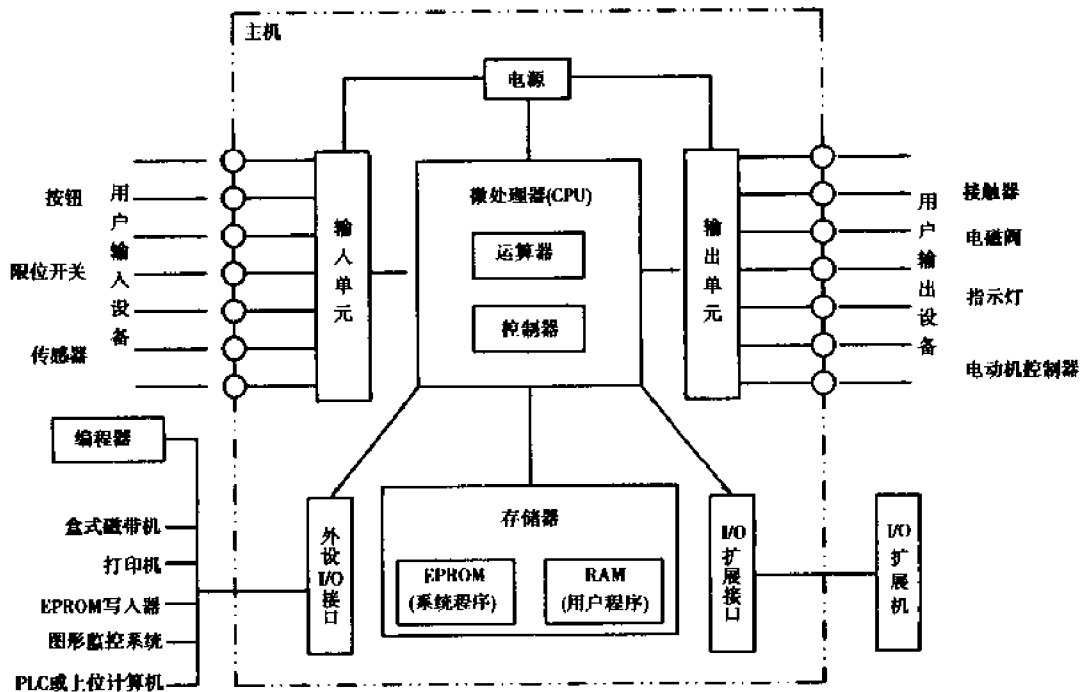 主机
电源
用户输入设备
按钮
限位开关
传感器
输入单元
微处理器(CPU)
运算器
控制器
输出单元
用户输出设备
接触器
电磁阀
指示灯
电动机控制器
编程器
盒式磁带机
打印机
EPROM写入器
图形监控系统
PLC或上位计算机
外设I/O接口
存储器
EPROM
(系统程序)
RAM
(用户程序)
I/O扩展接口
I/O扩展机